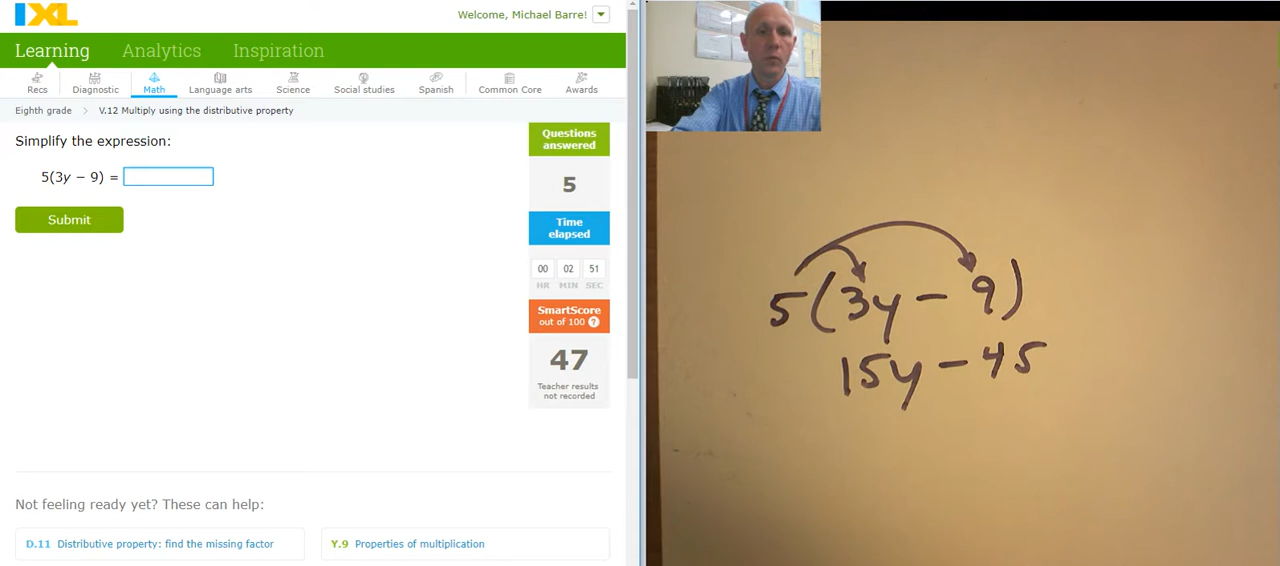 IXL
Welcome, Michael Barre!
Learning Analytics Inspiration
Recs Diagnostic Math Language arts Science Social studies Spanish Common Core Awards
Eighth grade > V.12 Multiply using the distributive property
Simplify the expression:
5(3y − 9) =
Submit
Questions
answered
5
Time
elapsed
00 02 51
HR MIN SEC
SmartScore
out of 100 ?
47
Teacher results
not recorded
Not feeling ready yet? These can help:
D.11 Distributive property: find the missing factor
Y.9 Properties of multiplication
5(3y − 9)
15y − 45